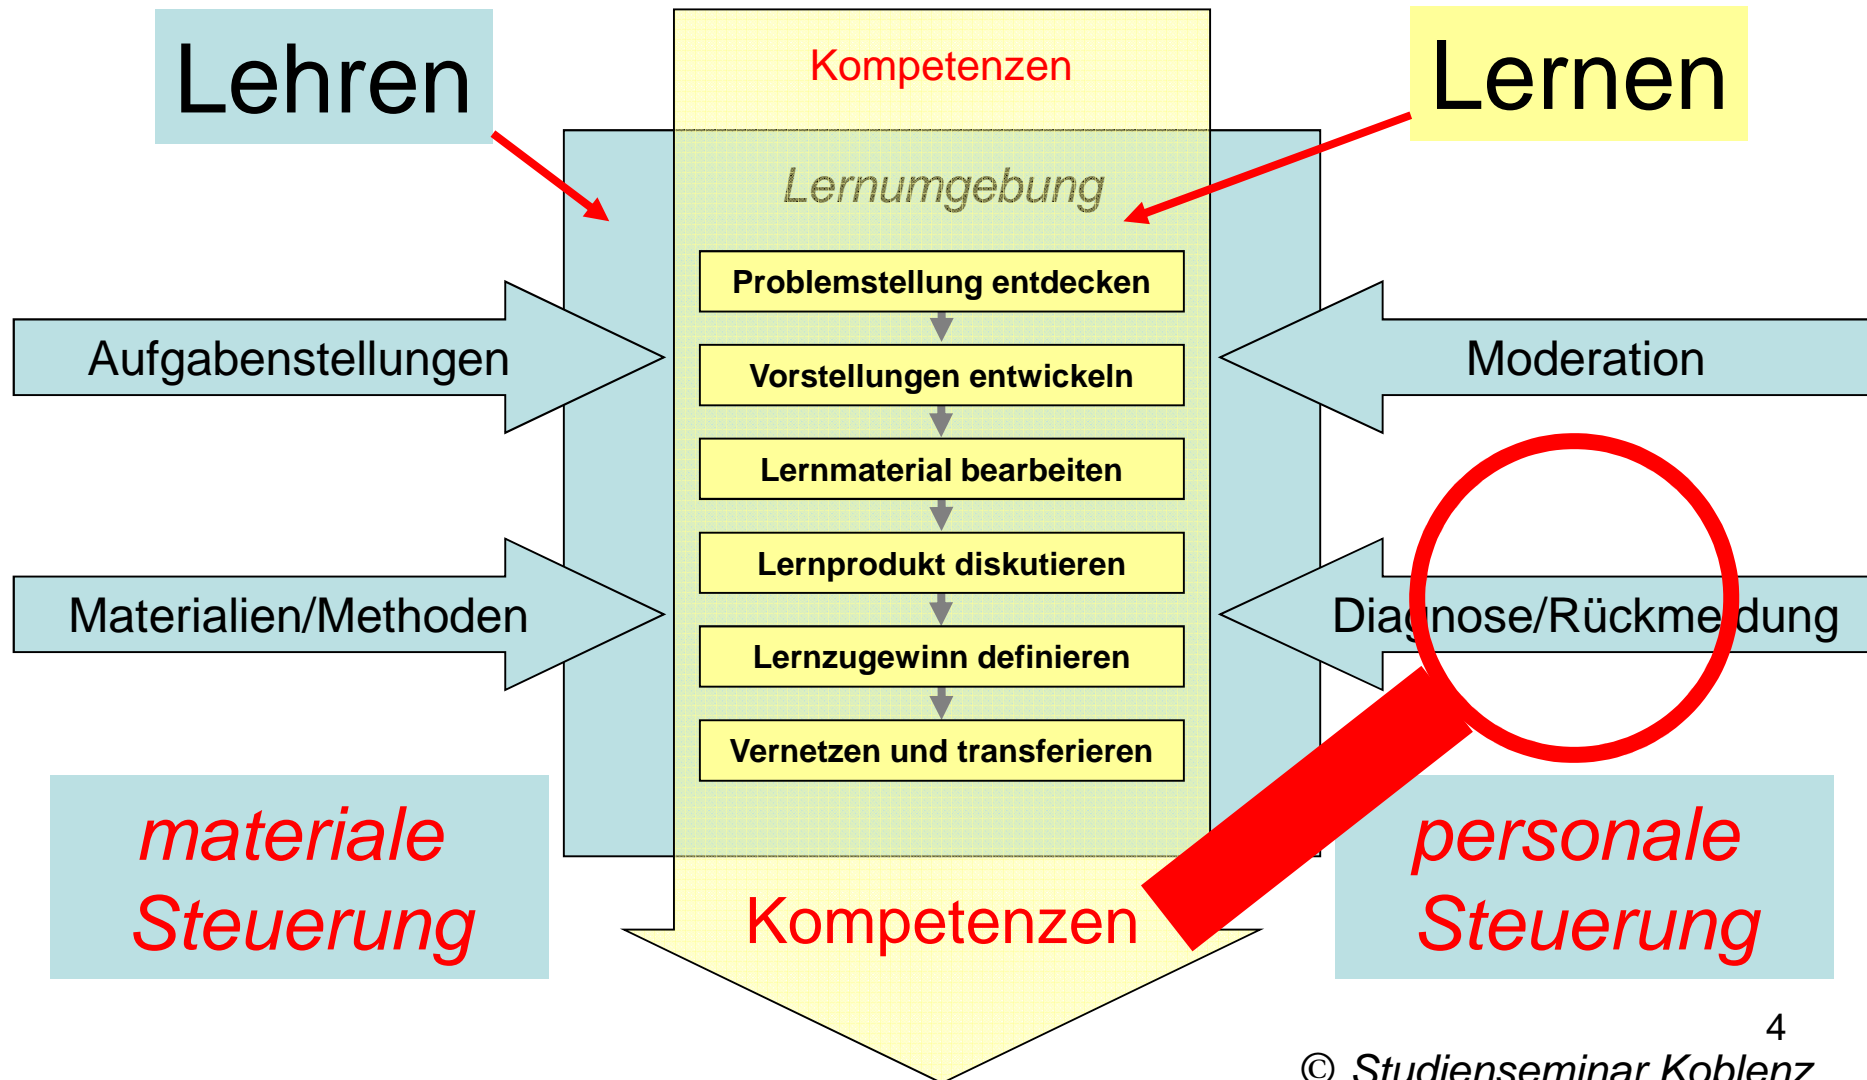 Lehren
Kompetenzen
Lernen
Lernumgebung
Problemstellung entdecken
Aufgabenstellungen
Vorstellungen entwickeln
Moderation
Lernmaterial bearbeiten
Lernprodukt diskutieren
Materialien/Methoden
Diagnose/Rückmeldung
Lernzugewinn definieren
Vernetzen und transferieren
materiale
Steuerung
Kompetenzen
personale
Steuerung
4
© Studienseminar Koblenz